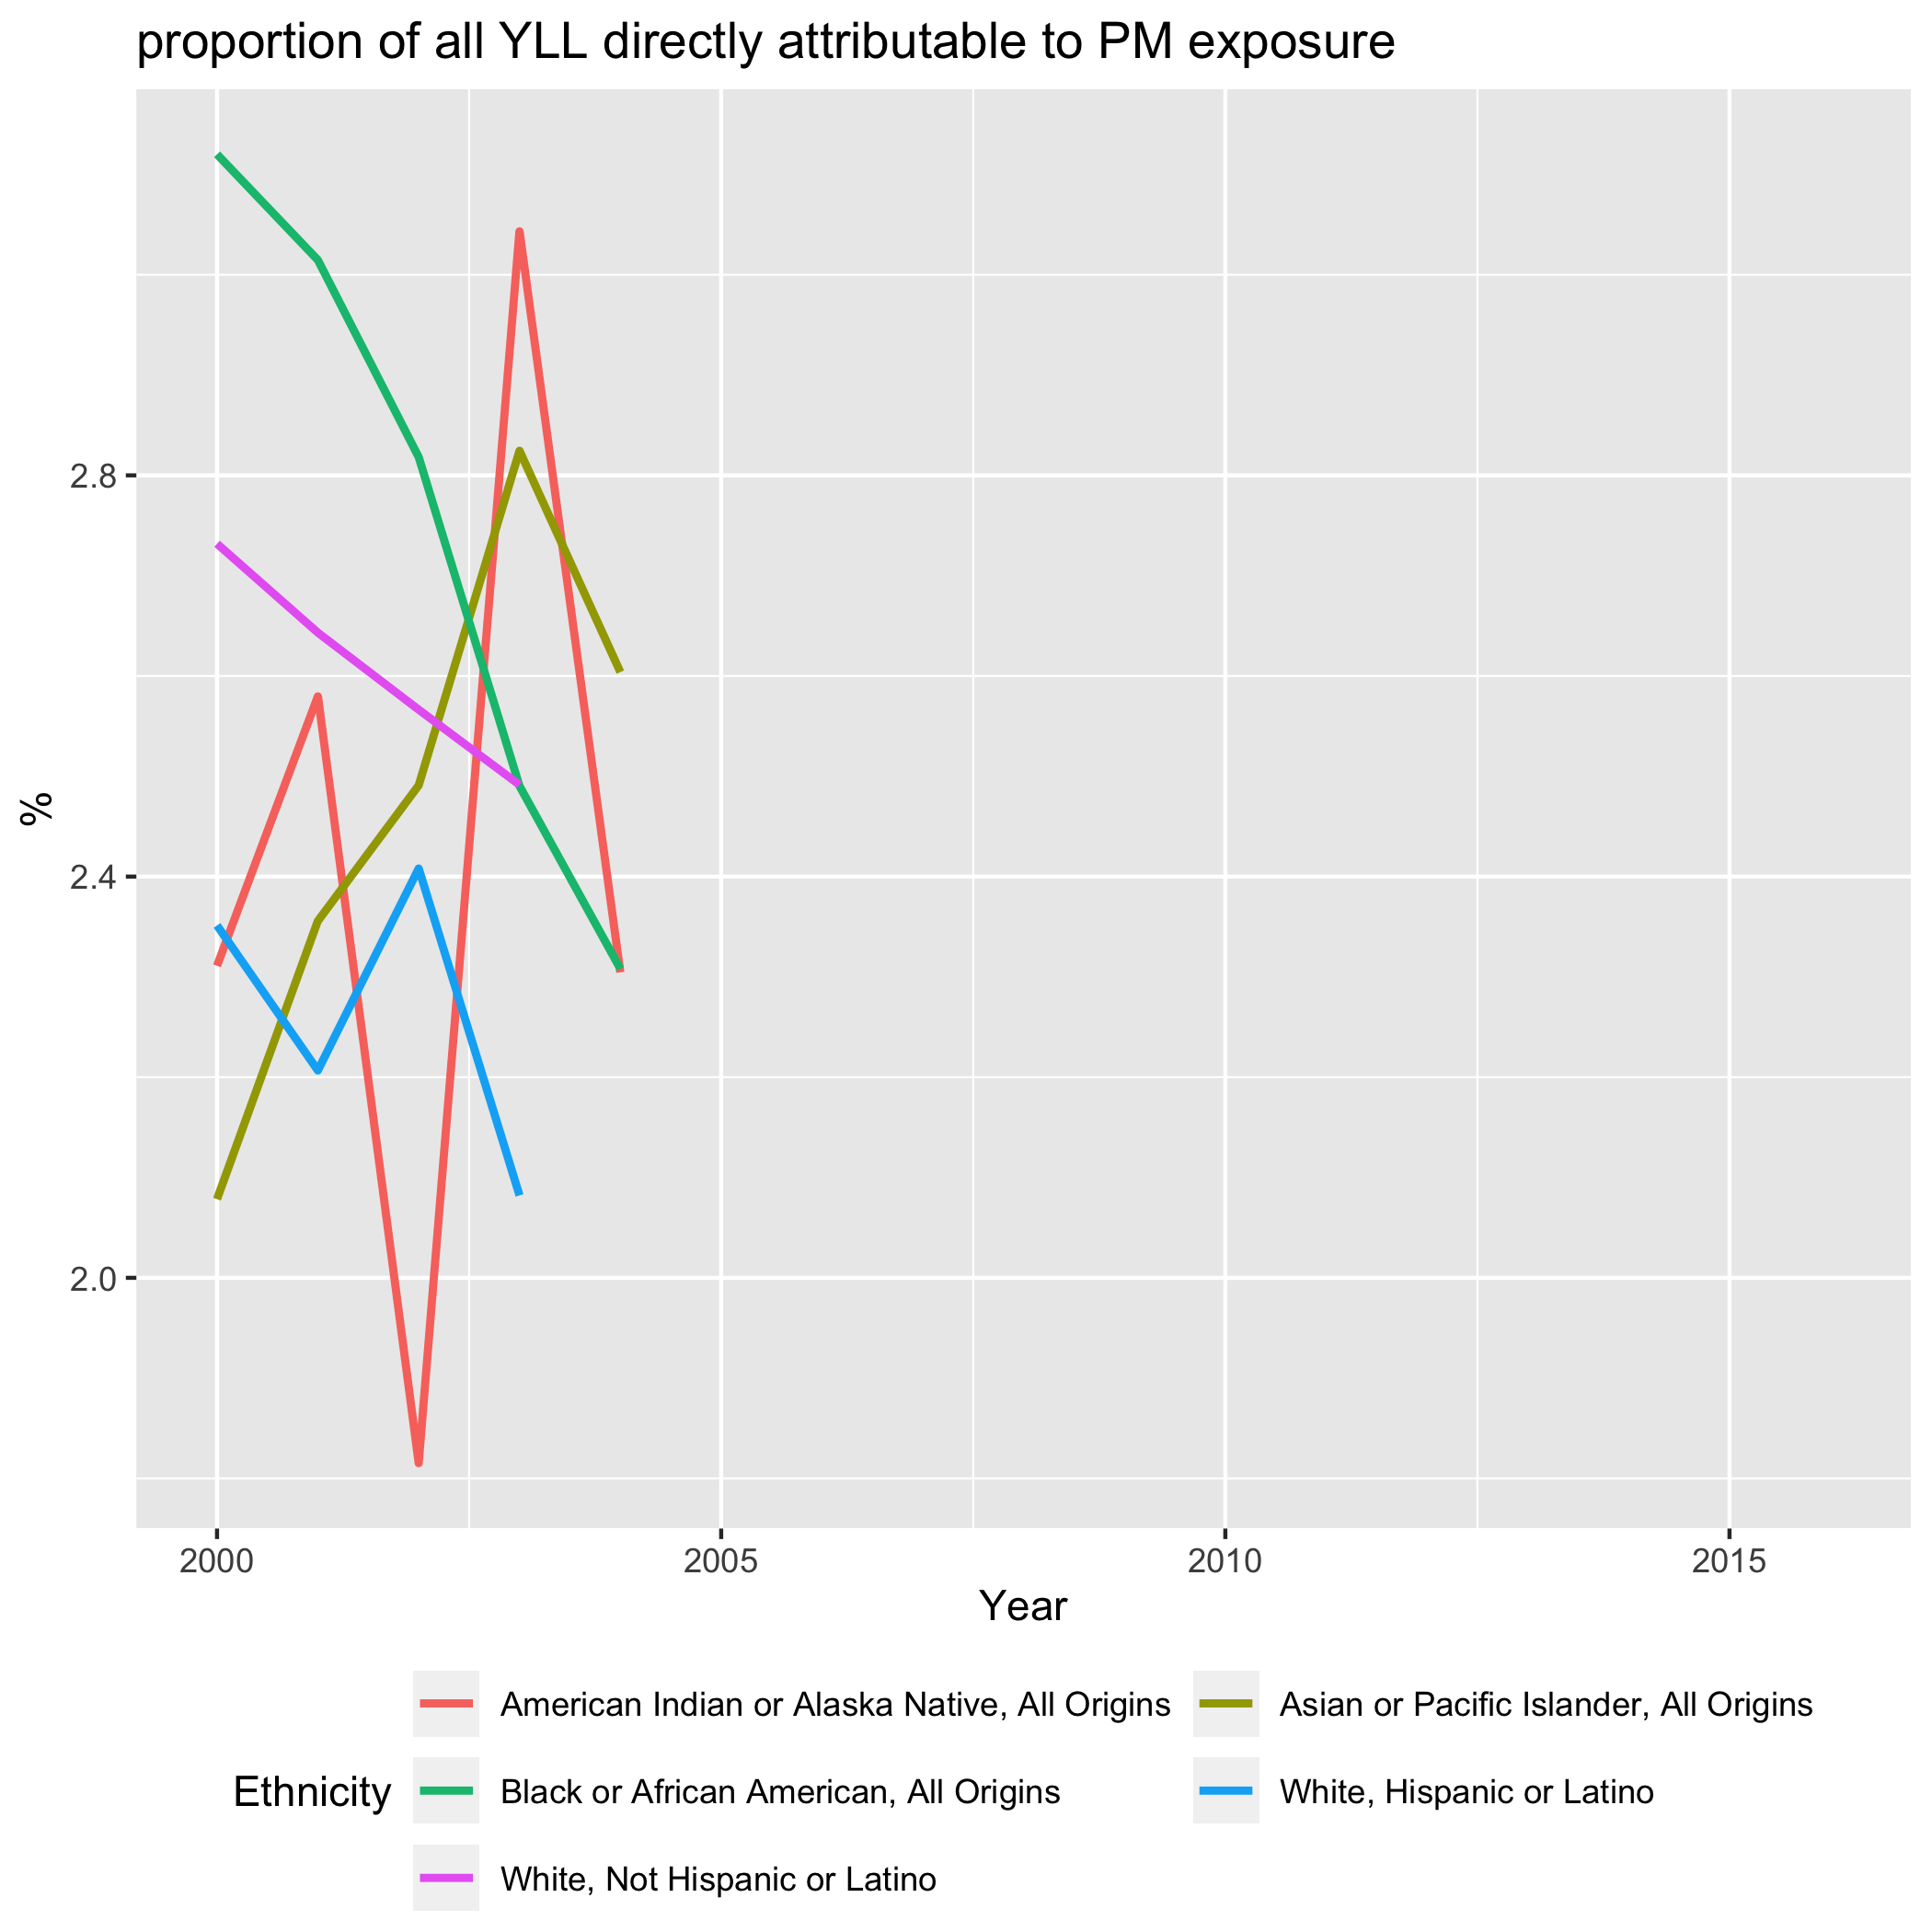 proportion of all YLL directly attributable to PM exposure
%
2.8
2.4
2.0
2000 2005 2010 2015
Year
Ethnicity
American Indian or Alaska Native, All Origins
Asian or Pacific Islander, All Origins
Black or African American, All Origins
White, Hispanic or Latino
White, Not Hispanic or Latino